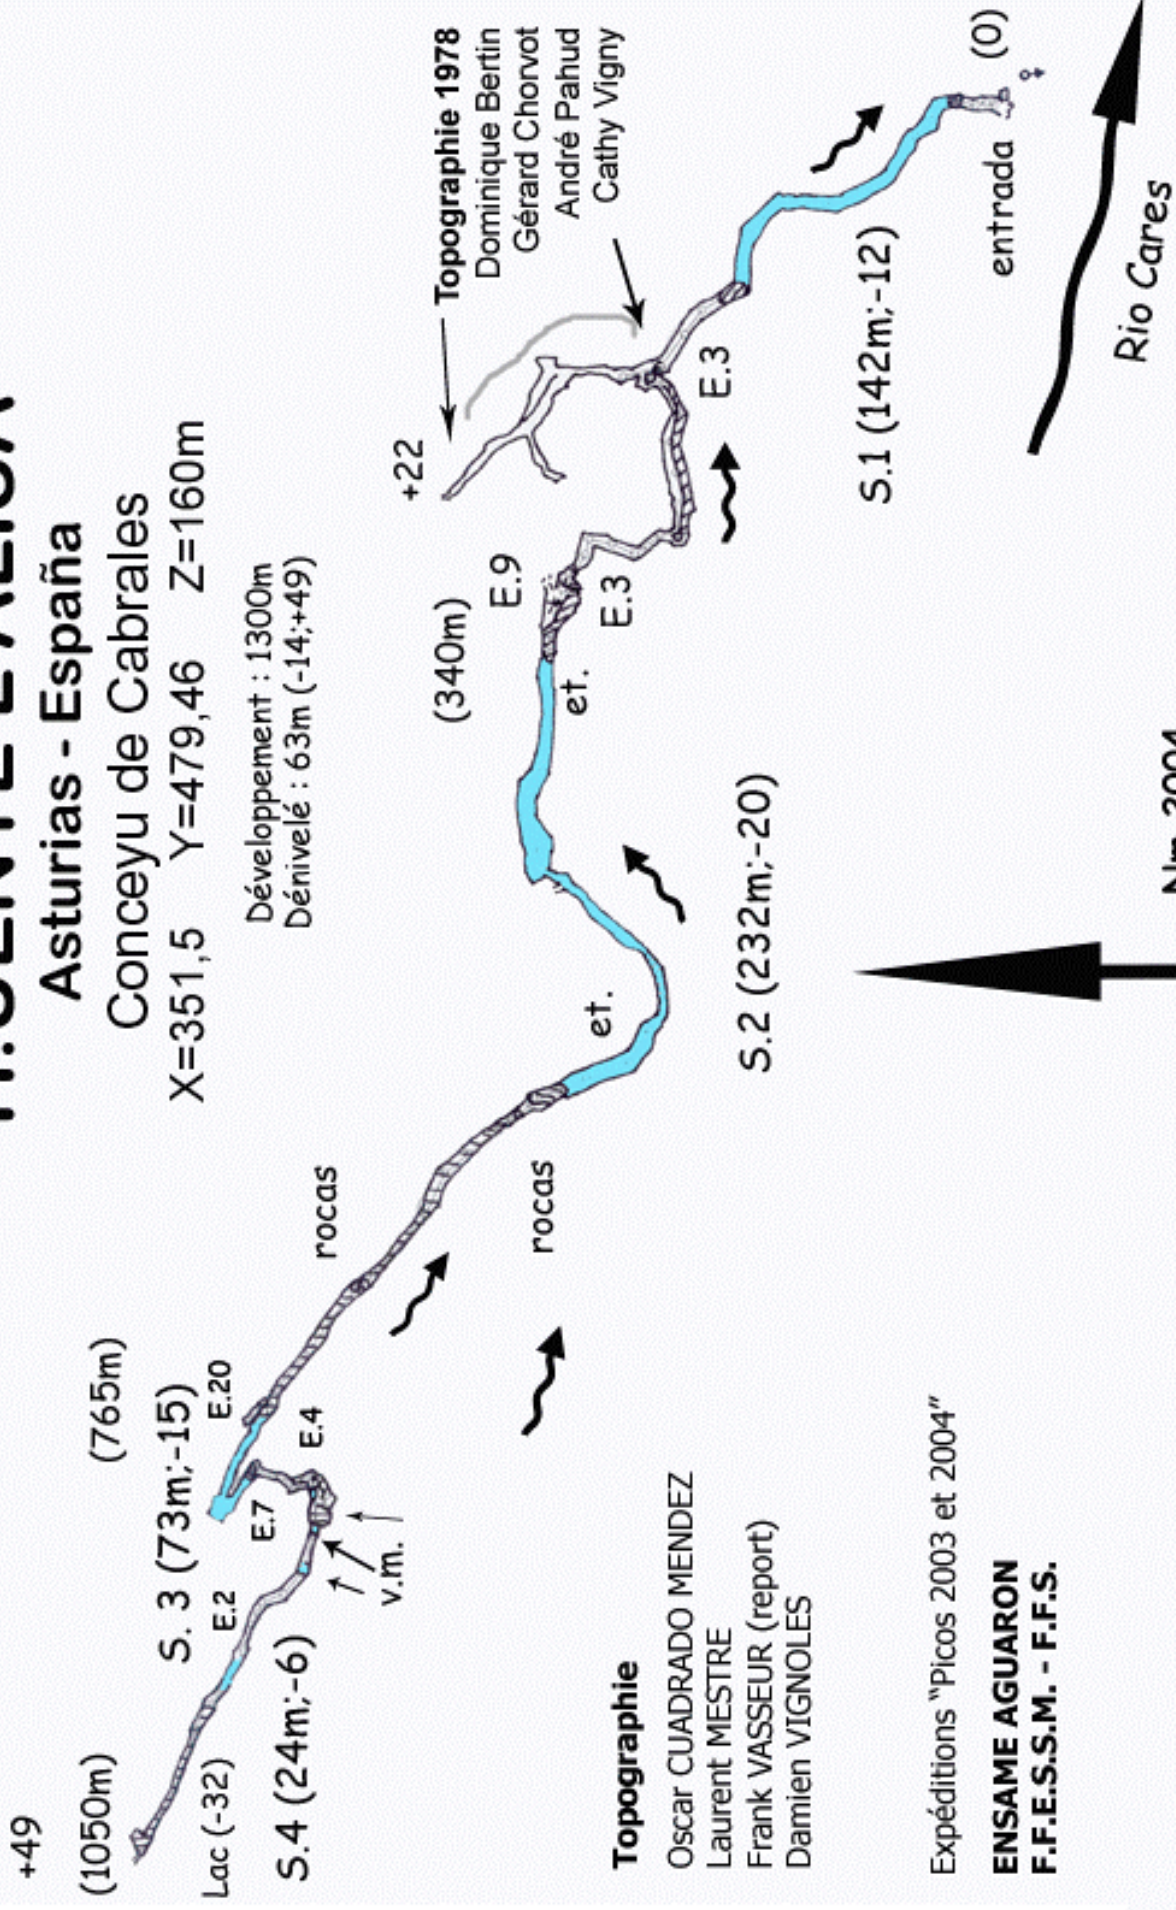 Asturias - España
Conceyu de Cabrales
X=351,5 Y=479,46 Z=160m
Développement : 1300m
Dénivelé : 63m (-14;+49)
+49
(1050m)
Lac (-32)
S.4 (24m;-6)
(765m)
S. 3 (73m;-15)
E.2
E.7
E.20
E.4
v.m.
rocas
rocas
et.
S.2 (232m;-20)
(340m)
et.
E.9
E.3
+22
E.3
Topographie 1978
Dominique Bertin
Gérard Chorvot
André Pahud
Cathy Vigny
S.1 (142m;-12)
entrada
(0)
Rio Cares
Topographie
Oscar CUADRADO MENDEZ
Laurent MESTRE
Frank VASSEUR (report)
Damien VIGNOLES
Expéditions "Picos 2003 et 2004"
ENSAME AGUARON
F.F.E.S.S.M. - F.F.S.
Nm 2004